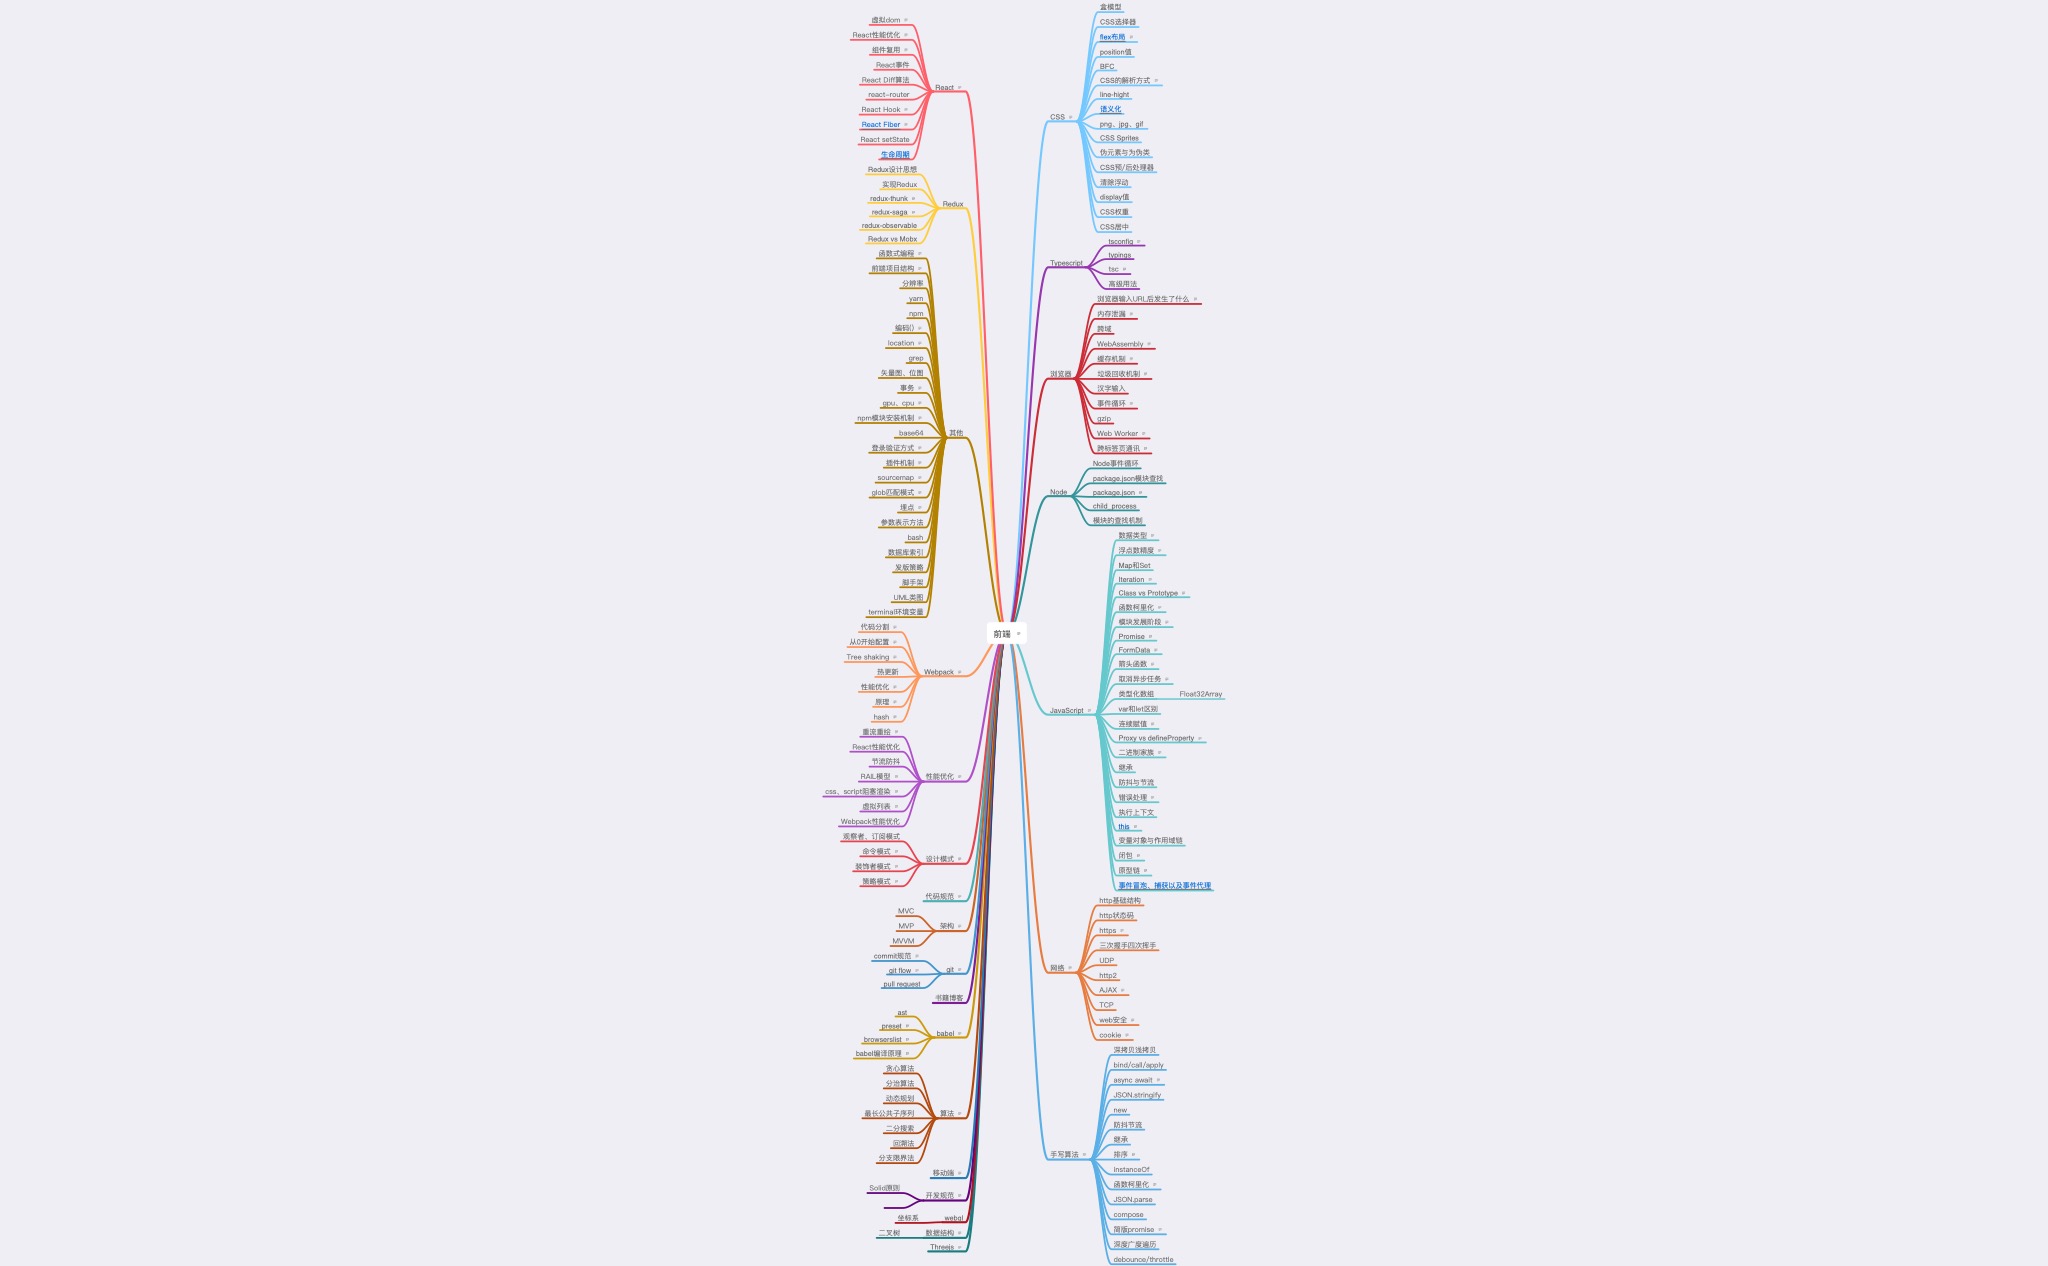 前端
React
虚拟dom
React性能优化
组件复用
React事件
React Diff算法
react-router
React Hook
React Fiber
React setState
生命周期
Redux
Redux设计思想
实现Redux
redux-thunk
redux-saga
redux-observable
Redux vs Mobx
其他
函数式编程
前端项目结构
分辨率
yarn
npm
编码()
location
grep
矢量图、位图
事务
gpu、cpu
npm模块安装机制
base64
登录验证方式
插件机制
sourcemap
glob匹配模式
埋点
参数表示方法
bash
数据库索引
发版策略
脚手架
UML类图
terminal环境变量
Webpack
代码分割
从0开始配置
Tree shaking
热更新
性能优化
原理
hash
性能优化
重流重绘
React性能优化
节流防抖
RAIL模型
css、script阻塞渲染
虚拟列表
Webpack性能优化
设计模式
观察者、订阅模式
命令模式
装饰者模式
策略模式
代码规范
架构
MVC
MVP
MVVM
git
commit规范
git flow
pull request
书籍博客
babel
ast
preset
browserslist
babel编译原理
算法
贪心算法
分治算法
动态规划
最长公共子序列
二分搜索
回溯法
分支限界法
移动端
开发规范
Solid原则
webgl
坐标系
数据结构
二叉树
Threejs
CSS
盒模型
CSS选择器
flex布局
position值
BFC
CSS的解析方式
line-hight
语义化
png、jpg、gif
CSS Sprites
伪元素与为伪类
CSS预/后处理器
清除浮动
display值
CSS权重
CSS居中
Typescript
tsconfig
typings
tsc
高级用法
浏览器
浏览器输入URL后发生了什么
内存泄漏
跨域
WebAssembly
缓存机制
垃圾回收机制
汉字输入
事件循环
gzip
Web Worker
跨标签页通讯
Node
Node事件循环
package.json模块查找
package.json
child_process
模块的查找机制
JavaScript
数据类型
浮点数精度
Map和Set
Iteration
Class vs Prototype
函数柯里化
模块发展阶段
Promise
FormData
箭头函数
取消异步任务
类型化数组
Float32Array
var和let区别
连续赋值
Proxy vs defineProperty
二进制家族
继承
防抖与节流
错误处理
执行上下文
this
变量对象与作用域链
闭包
原型链
事件冒泡、捕获以及事件代理
网络
http基础结构
http状态码
https
三次握手四次挥手
UDP
http2
AJAX
TCP
web安全
cookie
手写算法
深拷贝浅拷贝
bind/call/apply
async await
JSON.stringify
new
防抖节流
继承
排序
instanceOf
函数柯里化
JSON.parse
compose
简版promise
深度广度遍历
debounce/throttle